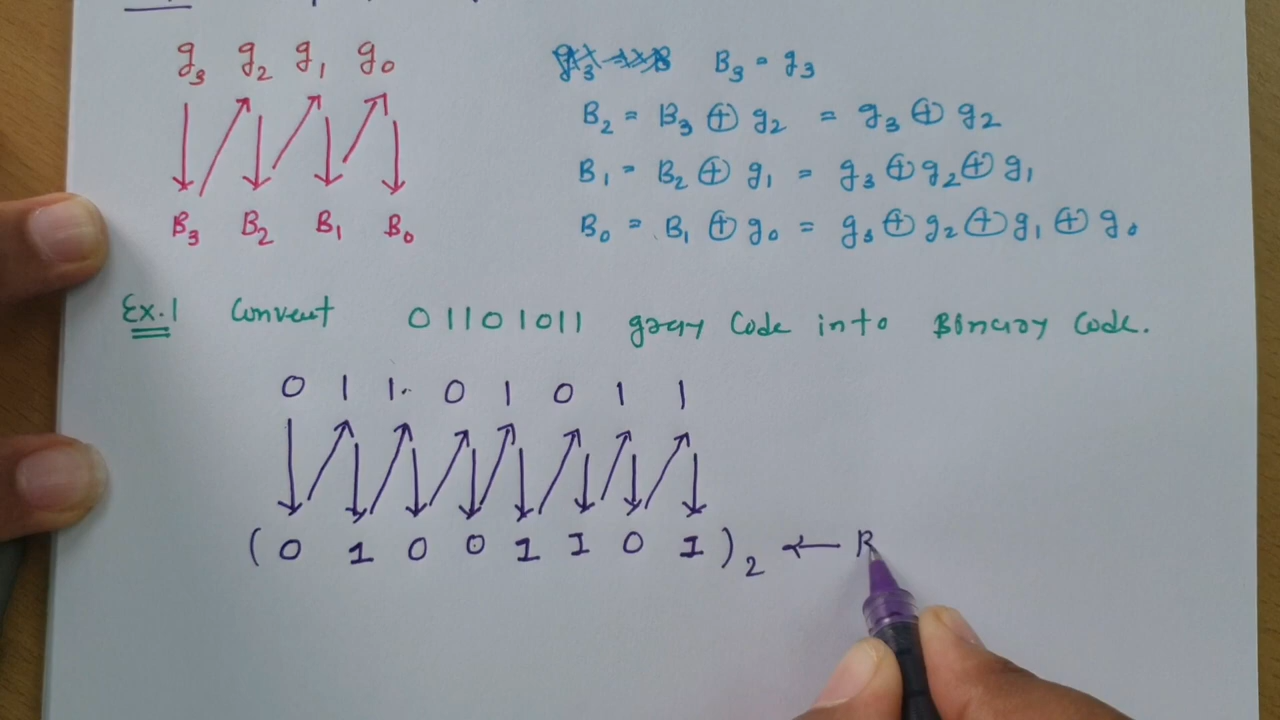 g₃ g₂ g₁ g₀
B₃ B₂ B₁ B₀
B₃ = g₃
B₂ = B₃ ⊕ g₂ = g₃ ⊕ g₂
B₁ = B₂ ⊕ g₁ = g₃ ⊕ g₂ ⊕ g₁
B₀ = B₁ ⊕ g₀ = g₃ ⊕ g₂ ⊕ g₁ ⊕ g₀
Ex.1 Convert 01101011 gray Code into Binary Code.
0 1 1 0 1 0 1 1
(0 1 0 0 1 1 0 1)₂ ← B